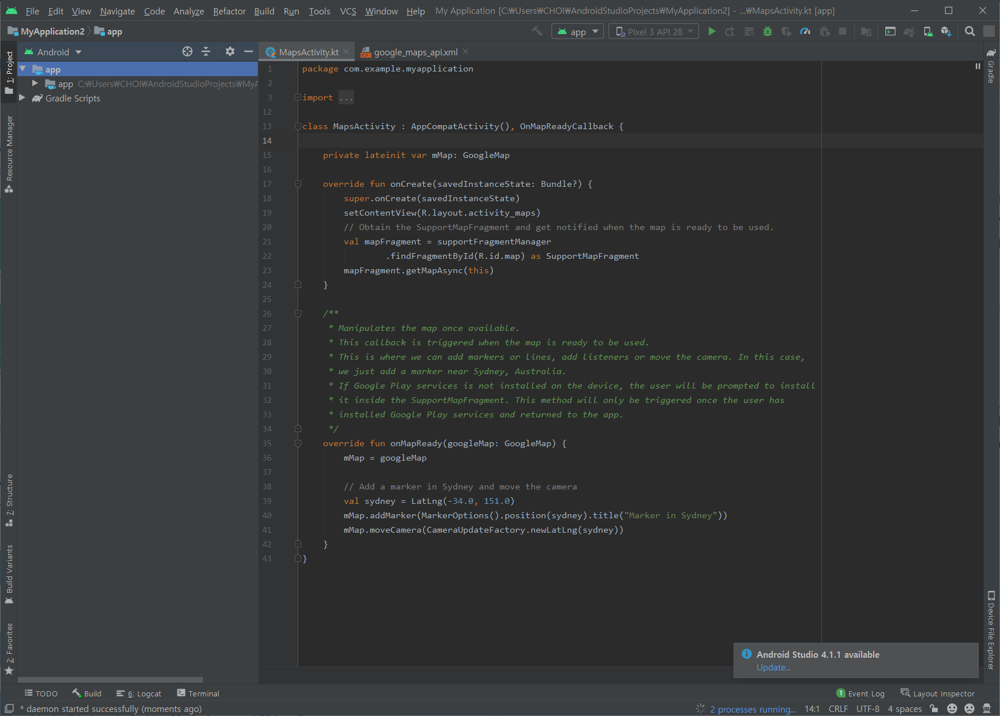 File Edit View Navigate Code Analyze Refactor Build Run Tools VCS Window Help My Application [C:₩Users₩CHOI₩AndroidStudioProjects₩MyApplication2] - ...₩MapsActivity.kt [app]
MyApplication2 app app Pixel 3 API 28
Android MapsActivity.kt google_maps_api.xml
app
app C:₩Users₩CHOI₩AndroidStudioProjects₩MyA
Gradle Scripts
1: Project
Resource Manager
7: Structure
Build Variants
2: Favorites
Gradle
Device File Explorer
1 package com.example.myapplication
2
3 import ...
12
13 class MapsActivity : AppCompatActivity(), OnMapReadyCallback {
14
15 private lateinit var mMap: GoogleMap
16
17 override fun onCreate(savedInstanceState: Bundle?) {
18 super.onCreate(savedInstanceState)
19 setContentView(R.layout.activity_maps)
20 // Obtain the SupportMapFragment and get notified when the map is ready to be used.
21 val mapFragment = supportFragmentManager
22 .findFragmentById(R.id.map) as SupportMapFragment
23 mapFragment.getMapAsync(this)
24 }
25
26 /**
27 * Manipulates the map once available.
28 * This callback is triggered when the map is ready to be used.
29 * This is where we can add markers or lines, add listeners or move the camera. In this case,
30 * we just add a marker near Sydney, Australia.
31 * If Google Play services is not installed on the device, the user will be prompted to install
32 * it inside the SupportMapFragment. This method will only be triggered once the user has
33 * installed Google Play services and returned to the app.
34 */
35 override fun onMapReady(googleMap: GoogleMap) {
36 mMap = googleMap
37
38 // Add a marker in Sydney and move the camera
39 val sydney = LatLng(-34.0, 151.0)
40 mMap.addMarker(MarkerOptions().position(sydney).title("Marker in Sydney"))
41 mMap.moveCamera(CameraUpdateFactory.newLatLng(sydney))
42 }
43 }
Android Studio 4.1.1 available
Update...
TODO Build 6: Logcat Terminal 1 Event Log Layout Inspector
* daemon started successfully (moments ago) 2 processes running... 14:1 CRLF UTF-8 4 spaces